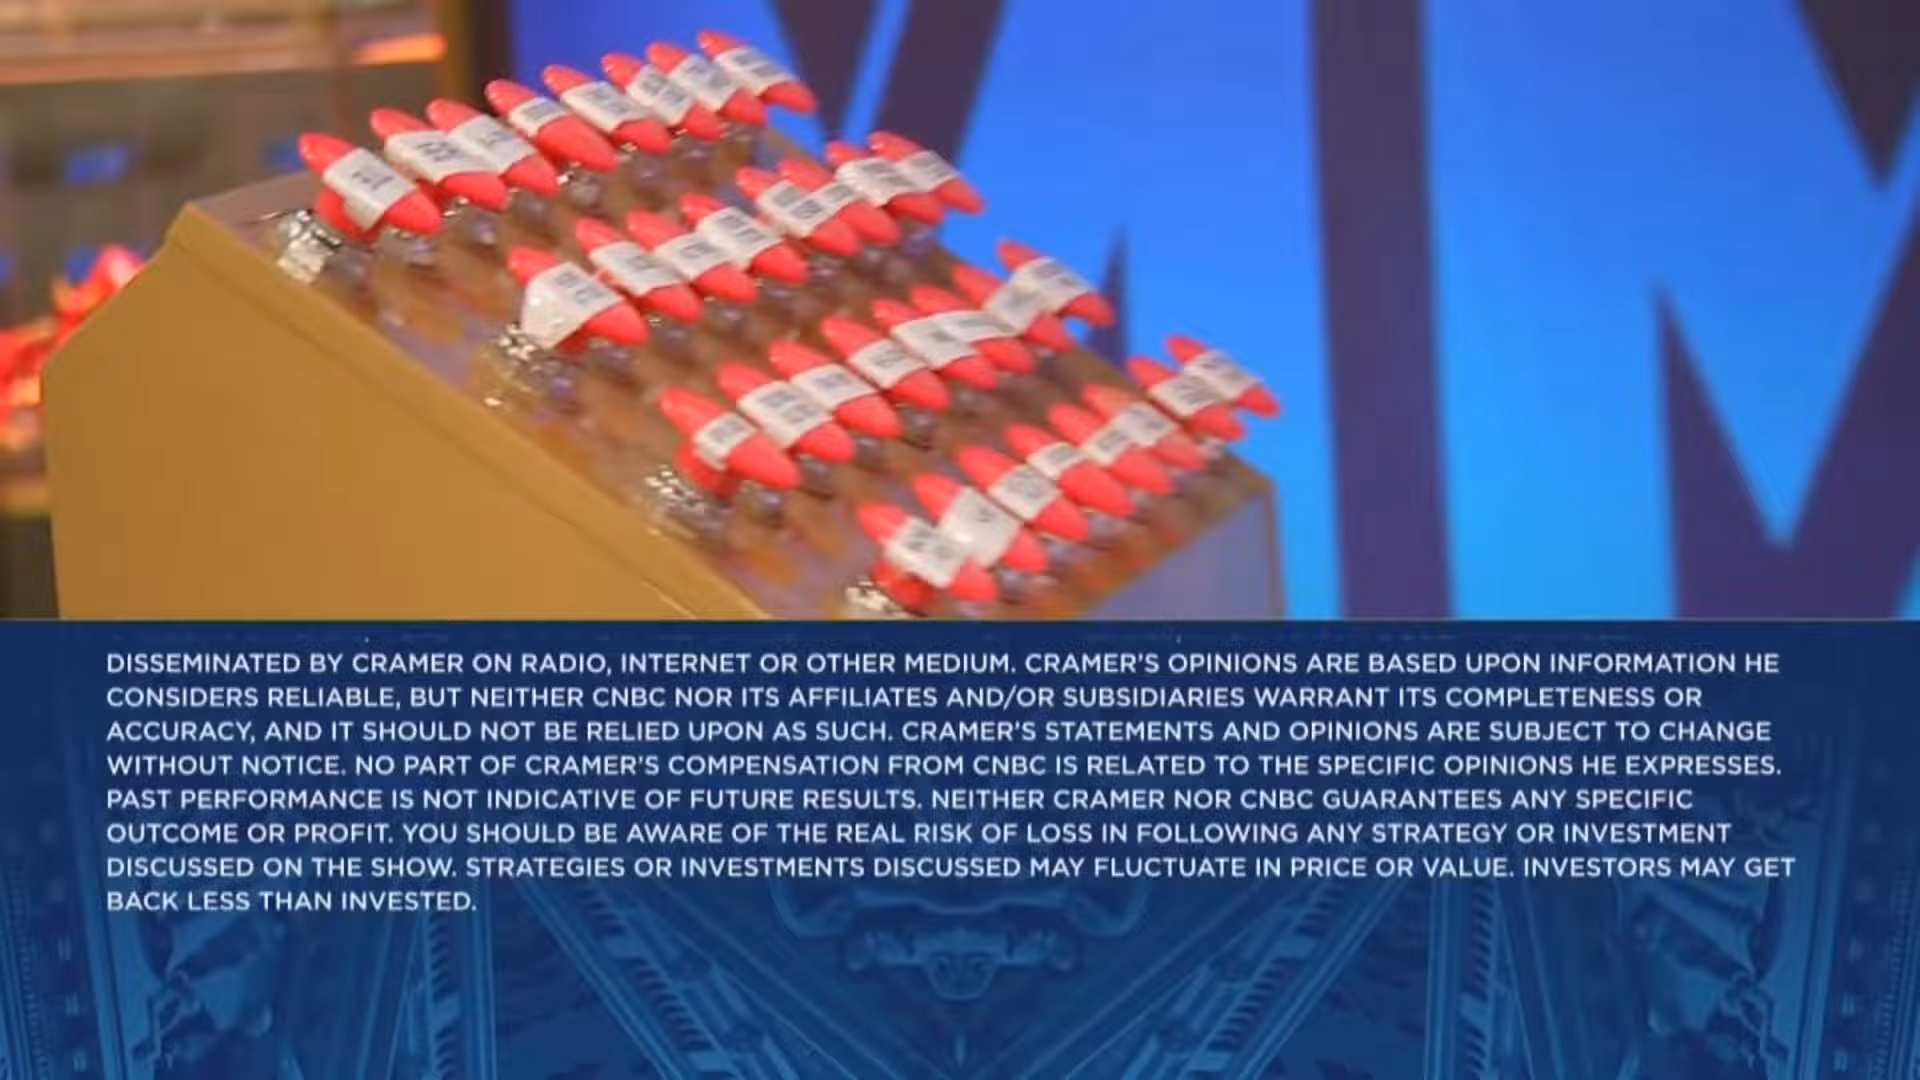 DISSEMINATED BY CRAMER ON RADIO, INTERNET OR OTHER MEDIUM. CRAMER'S OPINIONS ARE BASED UPON INFORMATION HE
CONSIDERS RELIABLE, BUT NEITHER CNBC NOR ITS AFFILIATES AND/OR SUBSIDIARIES WARRANT ITS COMPLETENESS OR
ACCURACY, AND IT SHOULD NOT BE RELIED UPON AS SUCH. CRAMER'S STATEMENTS AND OPINIONS ARE SUBJECT TO CHANGE
WITHOUT NOTICE. NO PART OF CRAMER'S COMPENSATION FROM CNBC IS RELATED TO THE SPECIFIC OPINIONS HE EXPRESSES.
PAST PERFORMANCE IS NOT INDICATIVE OF FUTURE RESULTS. NEITHER CRAMER NOR CNBC GUARANTEES ANY SPECIFIC
OUTCOME OR PROFIT. YOU SHOULD BE AWARE OF THE REAL RISK OF LOSS IN FOLLOWING ANY STRATEGY OR INVESTMENT
DISCUSSED ON THE SHOW. STRATEGIES OR INVESTMENTS DISCUSSED MAY FLUCTUATE IN PRICE OR VALUE. INVESTORS MAY GET
BACK LESS THAN INVESTED.